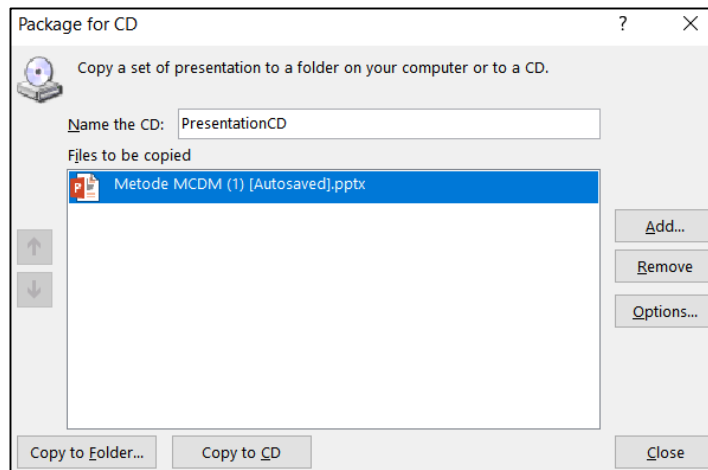 Package for CD
?
Copy a set of presentation to a folder on your computer or to a CD.
Name the CD: PresentationCD
Files to be copied
Metode MCDM (1) [Autosaved].pptx
Add...
Remove
Options...
Copy to Folder...
Copy to CD
Close